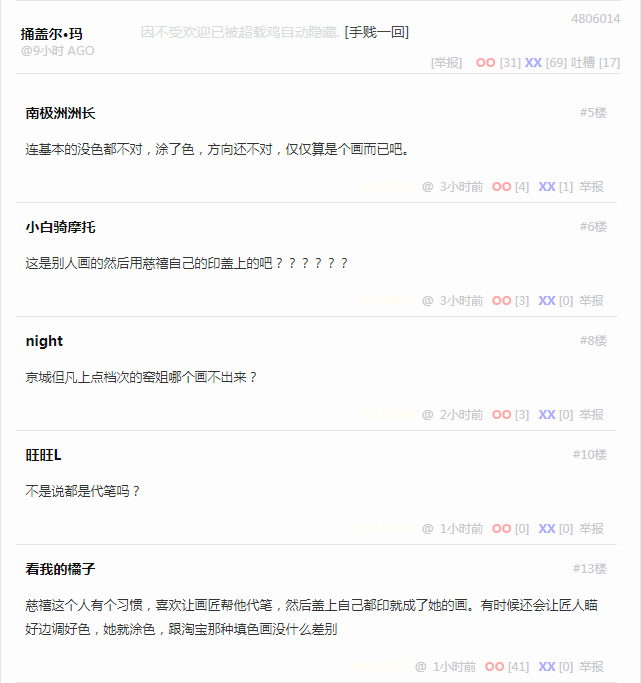 捅盖尔•玛
@9小时 AGO
因不受欢迎已被超载鸡自动隐藏. [手贱一回]
4806014
[举报] OO [31] XX [69] 吐槽 [17]
南极洲洲长
#5楼
连基本的没色都不对，涂了色，方向还不对，仅仅算是个画而已吧。
@ 3小时前 OO [4] XX [1] 举报
小白骑摩托
#6楼
这是别人画的然后用慈禧自己的印盖上的吧？？？？？？
@ 3小时前 OO [3] XX [0] 举报
night
#8楼
京城但凡上点档次的窑姐哪个画不出来？
@ 2小时前 OO [3] XX [0] 举报
旺旺L
#10楼
不是说都是代笔吗？
@ 1小时前 OO [0] XX [0] 举报
看我的橘子
#13楼
慈禧这个人有个习惯，喜欢让画匠帮他代笔，然后盖上自己都印就成了她的画。有时候还会让匠人瞄
好边调好色，她就涂色，跟淘宝那种填色画没什么差别
@ 1小时前 OO [41] XX [0] 举报